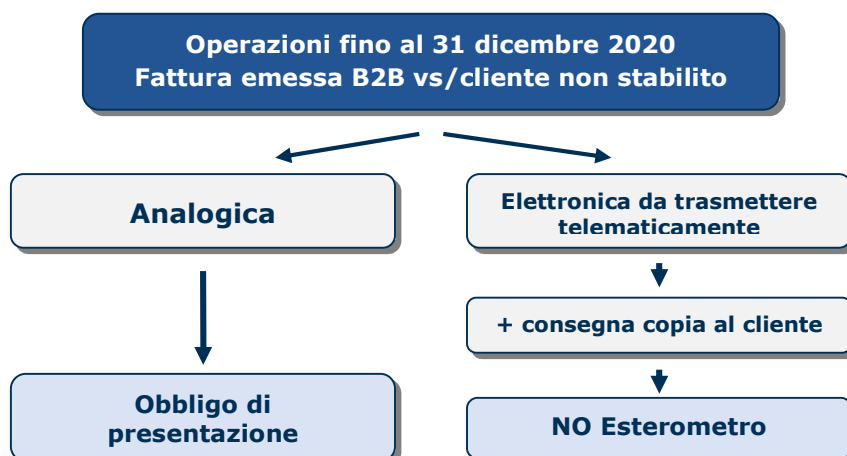 Operazioni fino al 31 dicembre 2020
Fattura emessa B2B vs/cliente non stabilito
Analogica
Elettronica da trasmettere
telematicamente
+ consegna copia al cliente
Obbligo di
presentazione
NO Esterometro